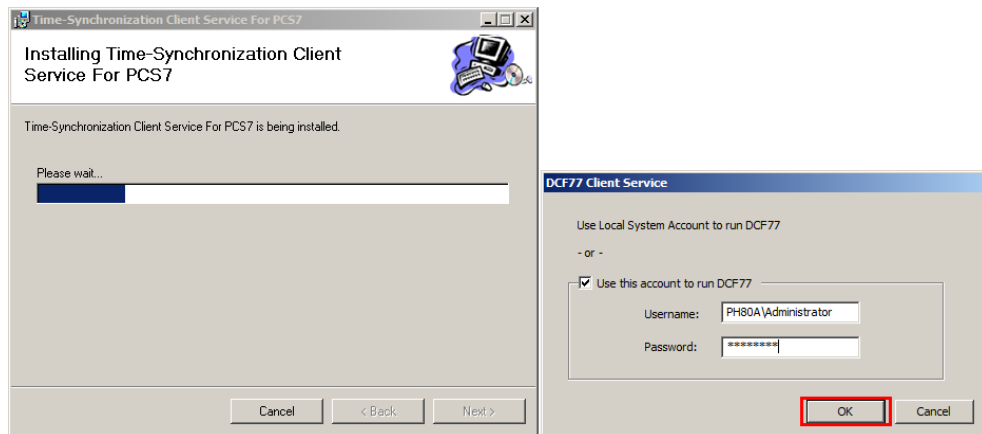 Time-Synchronization Client Service For PCS7
Installing Time-Synchronization Client
Service For PCS7
Time-Synchronization Client Service For PCS7 is being installed.
Please wait...
Cancel
< Back
Next >
DCF77 Client Service
Use Local System Account to run DCF77
- or -
Use this account to run DCF77
Username: PH80A\Administrator
Password: ********
OK
Cancel